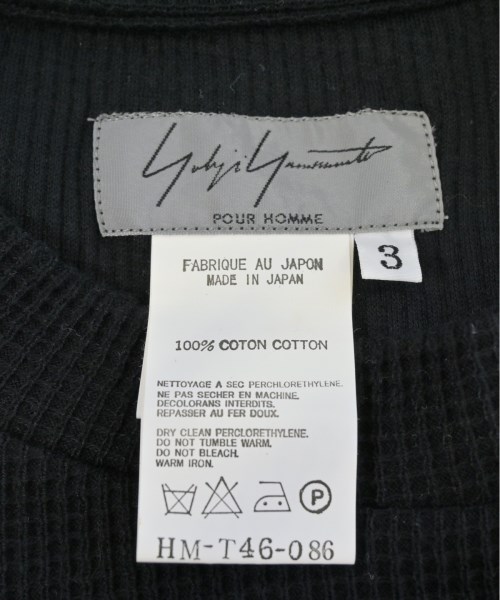 Yohji Yamamoto
POUR HOMME
3
FABRIQUE AU JAPON
MADE IN JAPAN
100% COTON COTTON
NETTOYAGE A SEC PERCHLORETHYLENE.
NE PAS SECHER EN MACHINE.
DECOLORANS INTERDITS.
REPASSER AU FER DOUX.
DRY CLEAN PERCLORETHYLENE.
DO NOT TUMBLE WARM.
DO NOT BLEACH.
WARM IRON.
P
HM-T46-086